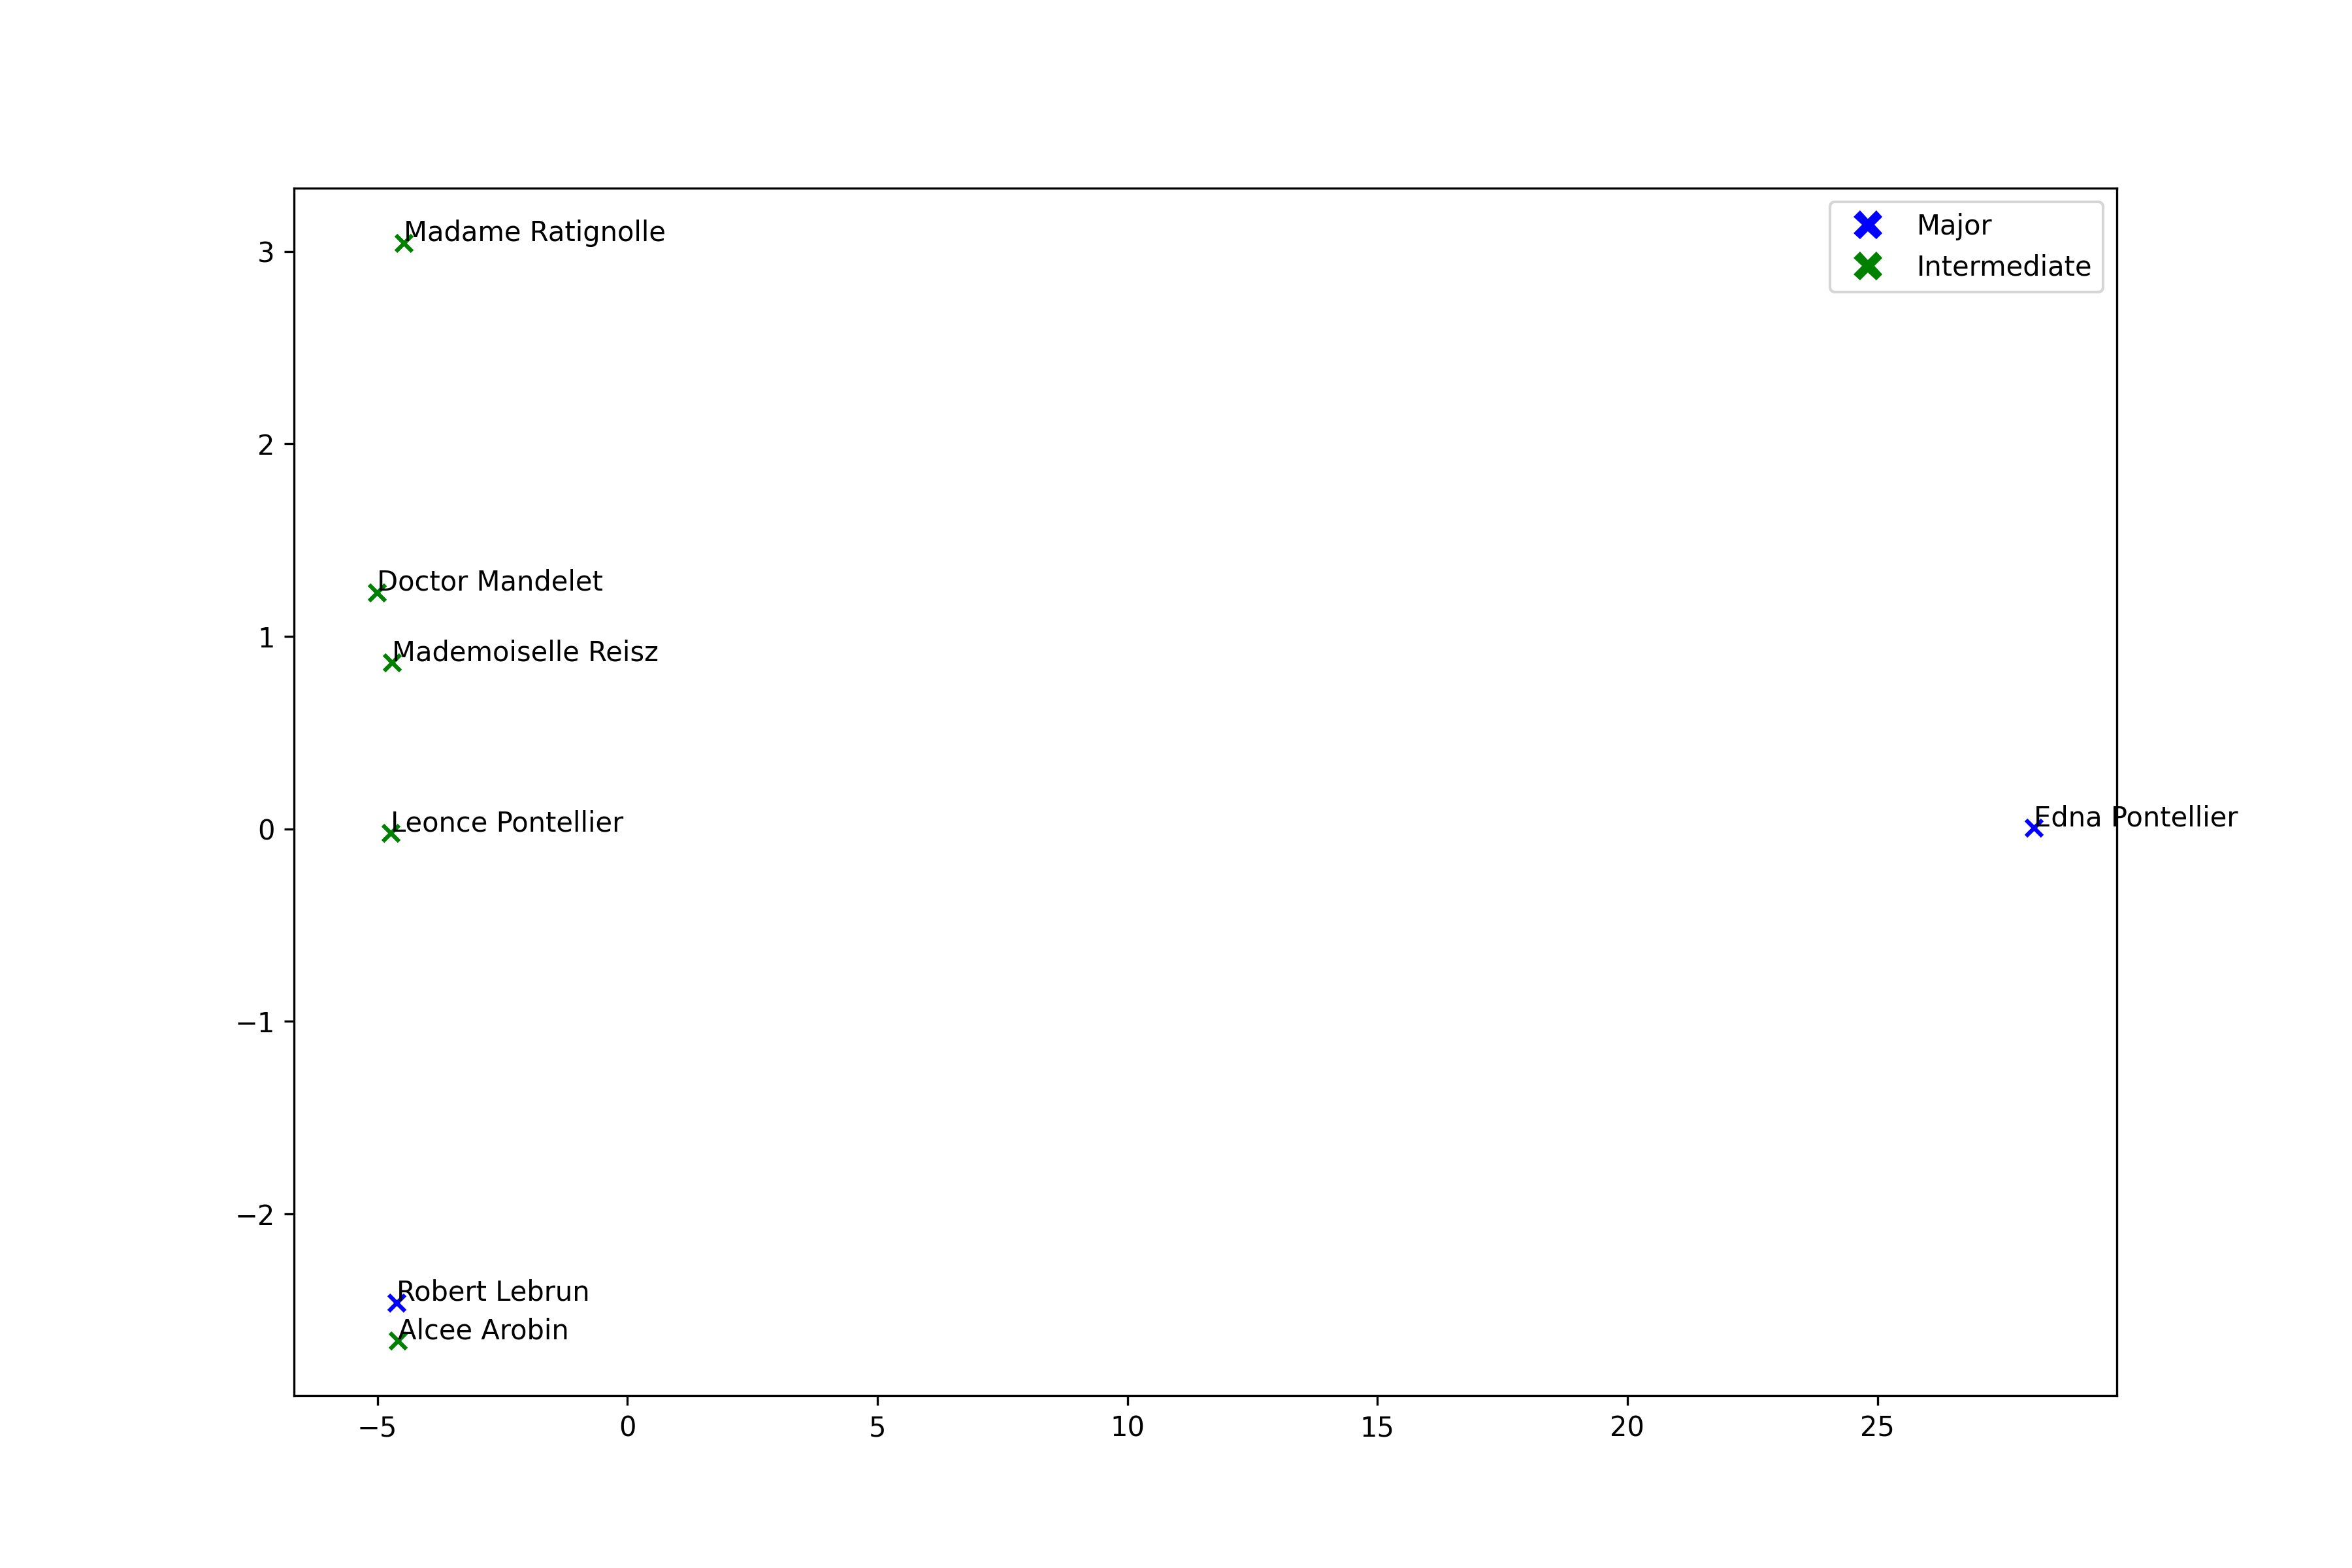 Major
Intermediate
Madame Ratignolle
Doctor Mandelet
Mademoiselle Reisz
Leonce Pontellier
Edna Pontellier
Robert Lebrun
Alcee Arobin
3
2
1
0
−1
−2
−5 0 5 10 15 20 25